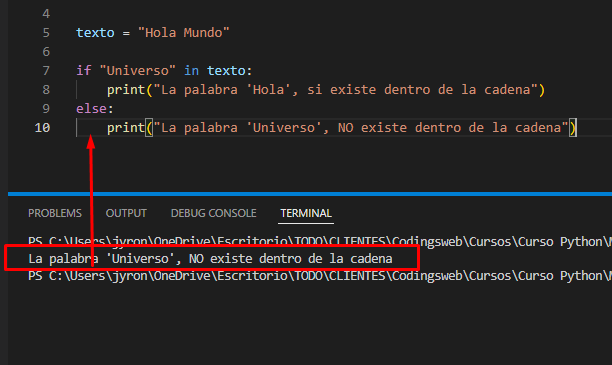 4
5 texto = "Hola Mundo"
6
7 if "Universo" in texto:
8 print("La palabra 'Hola', si existe dentro de la cadena")
9 else:
10 print("La palabra 'Universo', NO existe dentro de la cadena")
PROBLEMS OUTPUT DEBUG CONSOLE TERMINAL
PS C:\Users\jyron\OneDrive\Escritorio\TODO\CLIENTES\Codingsweb\Cursos\Curso Python\
La palabra 'Universo', NO existe dentro de la cadena
PS C:\Users\jyron\OneDrive\Escritorio\TODO\CLIENTES\Codingsweb\Cursos\Curso Python\